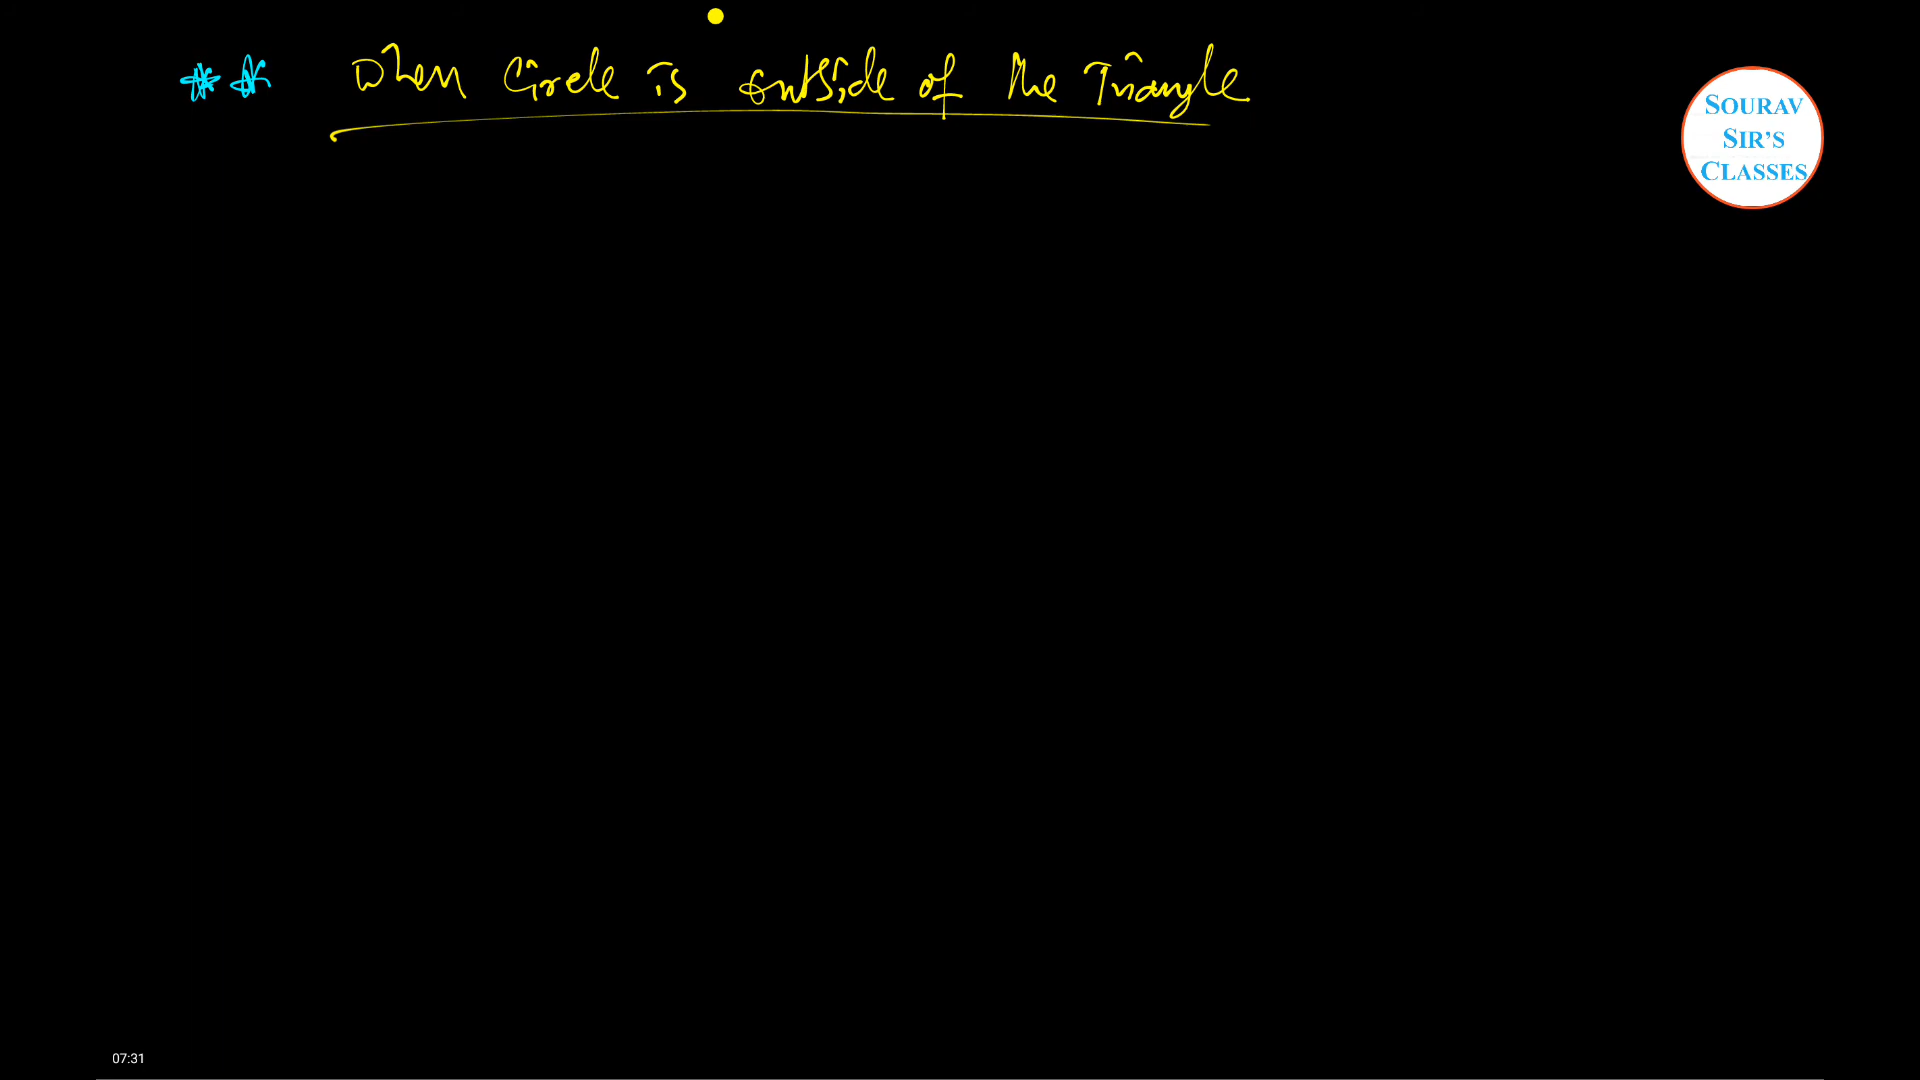 ** When Circle is outside of the Triangle
SOURAV
SIR'S
CLASSES
07:31